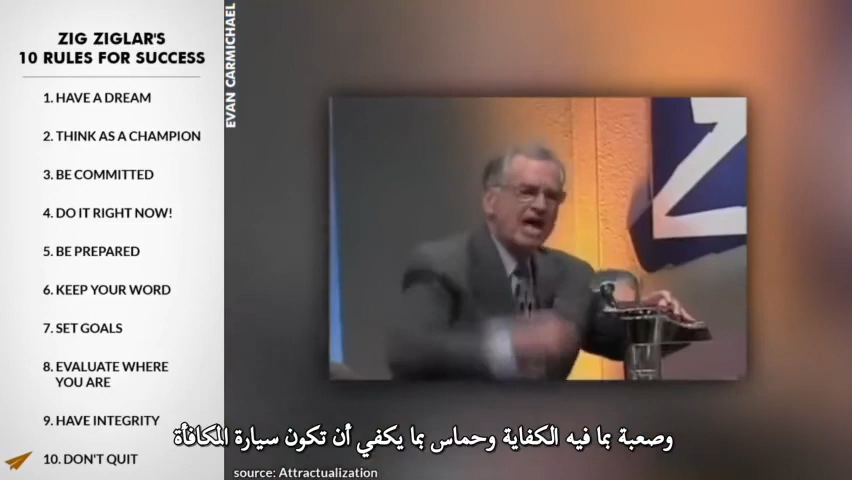 ZIG ZIGLAR'S
10 RULES FOR SUCCESS
1. HAVE A DREAM
2. THINK AS A CHAMPION
3. BE COMMITTED
4. DO IT RIGHT NOW!
5. BE PREPARED
6. KEEP YOUR WORD
7. SET GOALS
8. EVALUATE WHERE
YOU ARE
9. HAVE INTEGRITY
10. DON'T QUIT
EVAN CARMICHAEL
Z
وصعبة بما فيه الكفاية وحماس بما يكفي أن تكون سيارة المكافأة
source: Attractualization